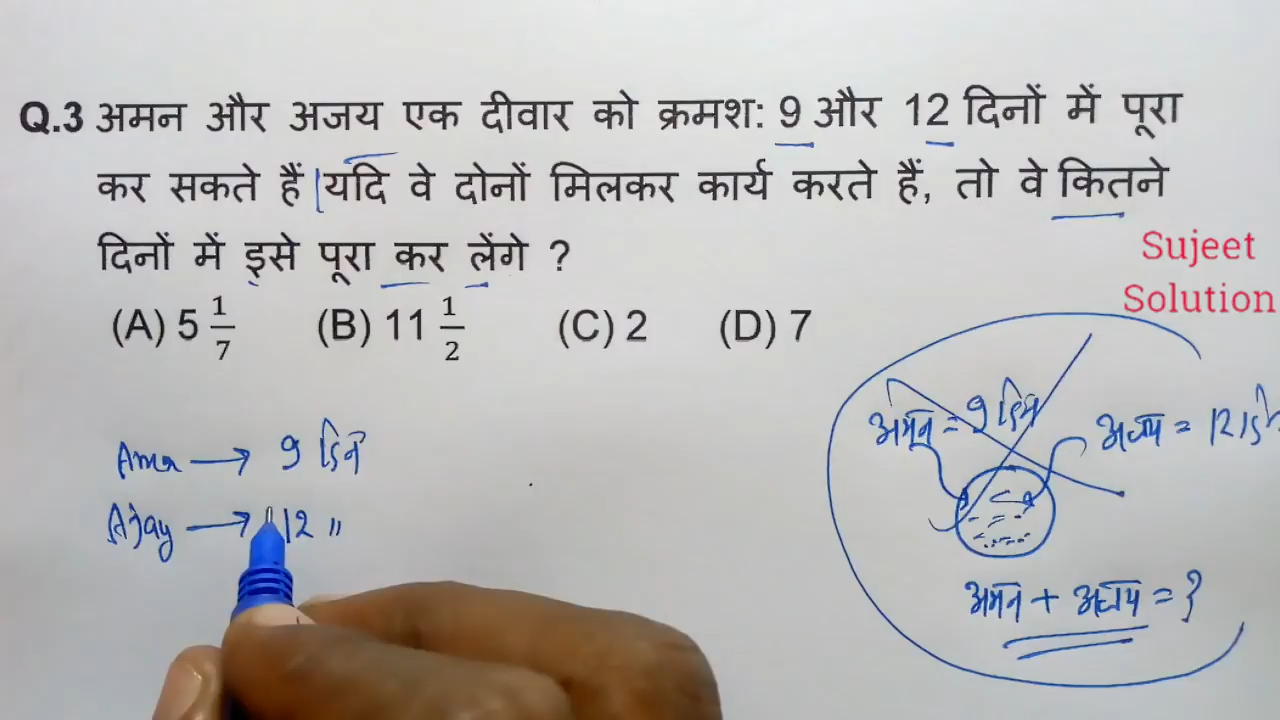 Q.3 अमन और अजय एक दीवार को क्रमश: 9 और 12 दिनों में पूरा
कर सकते हैं यदि वे दोनों मिलकर कार्य करते हैं, तो वे कितने
दिनों में इसे पूरा कर लेंगे ?
Sujeet
Solution
(A) 5 1/7 (B) 11 1/2 (C) 2 (D) 7
अमन = 9 दिन
अजय = 12
→ 9 दिन
Ajay → 12 "
अमन + अजय = ?